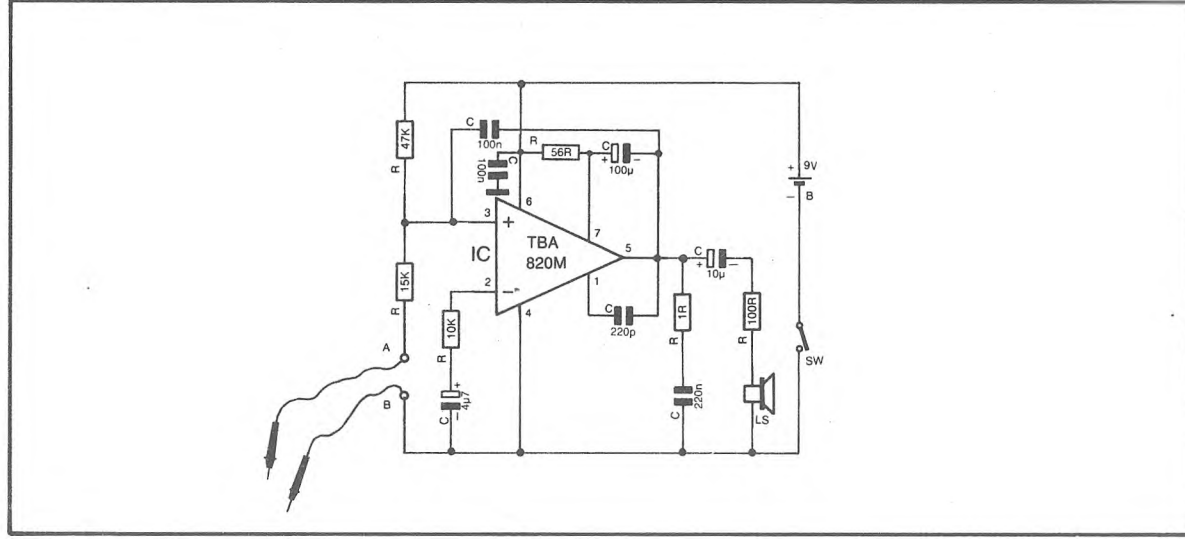 C
100n
47K
R
R
56R
C
+ −
100µ
C
100n
+ 9V
− B
3
+
6
7
IC
TBA
820M
5
C
+ −
10µ
15K
R
2
−
4
1
C
220p
10K
R
1R
R
100R
R
SW
A
B
+
4µ7
C −
220n
C
LS